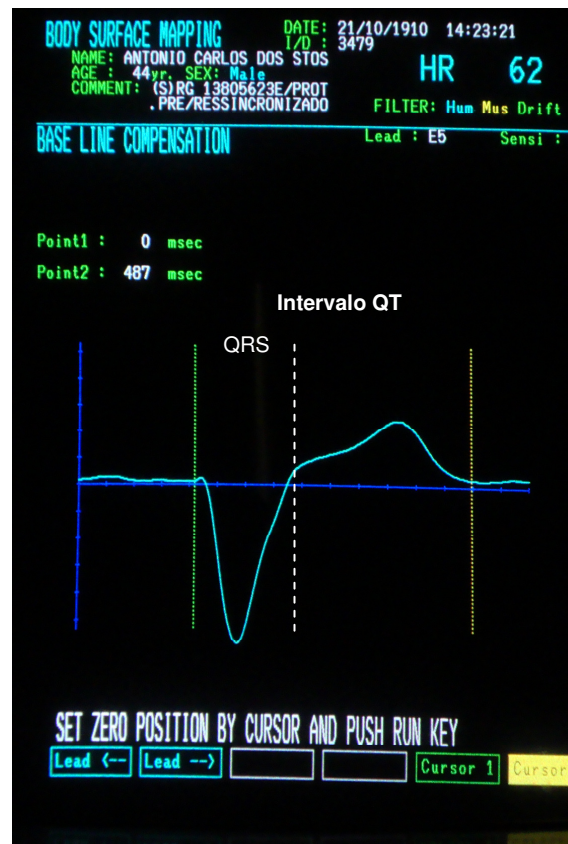 BODY SURFACE MAPPING
DATE: 21/10/1910 14:23:21
I/D : 3479
NAME: ANTONIO CARLOS DOS STOS
AGE : 44yr. SEX: Male
COMMENT: (S)RG 13805623E/PROT
.PRE/RESSINCRONIZADO
HR 62
FILTER: Hum Mus Drift
BASE LINE COMPENSATION
Lead : E5 Sensi :
Point1 : 0 msec
Point2 : 487 msec
Intervalo QT
QRS
SET ZERO POSITION BY CURSOR AND PUSH RUN KEY
Lead <-- Lead --> Cursor 1 Cursor